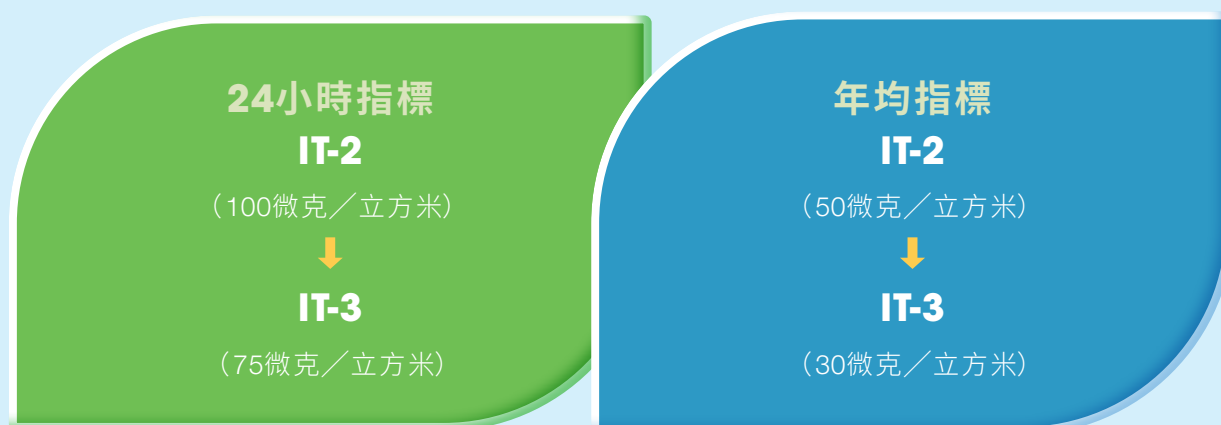 24小時指標
IT-2
（100微克／立方米）
IT-3
（75微克／立方米）
年均指標
IT-2
（50微克／立方米）
IT-3
（30微克／立方米）